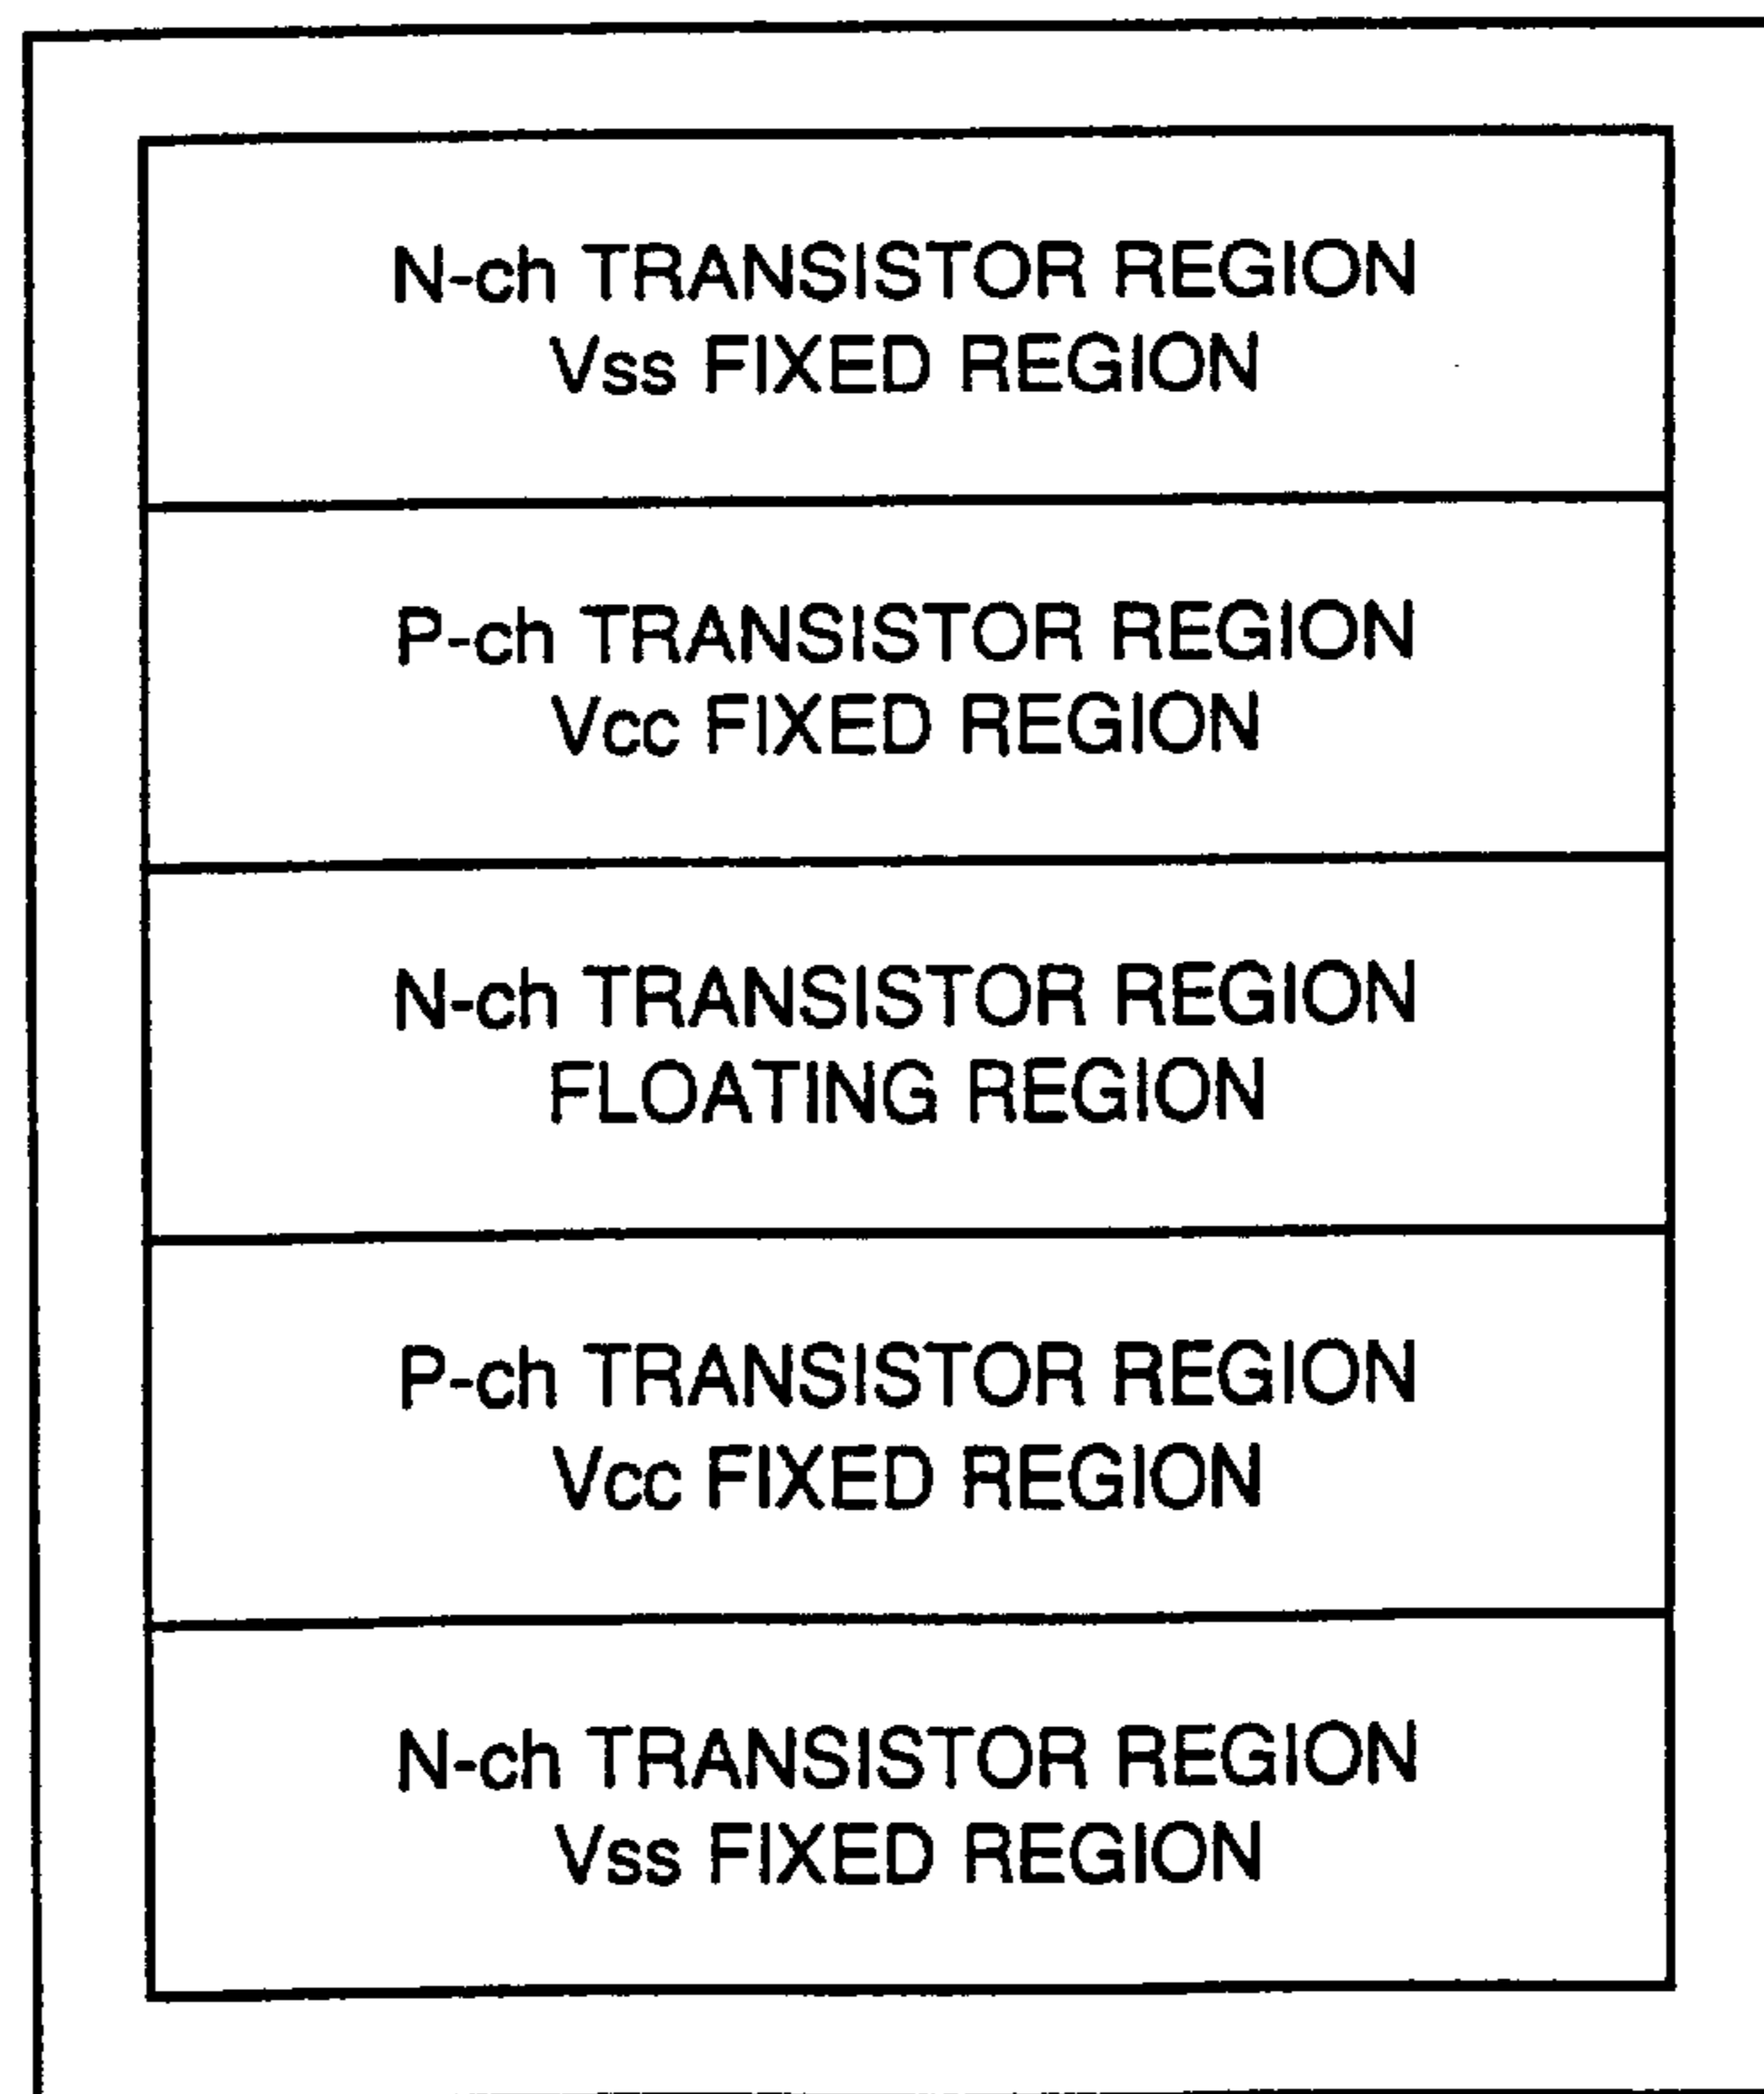 N-ch TRANSISTOR REGION
Vss FIXED REGION
P-ch TRANSISTOR REGION
Vcc FIXED REGION
N-ch TRANSISTOR REGION
FLOATING REGION
P-ch TRANSISTOR REGION
Vcc FIXED REGION
N-ch TRANSISTOR REGION
Vss FIXED REGION